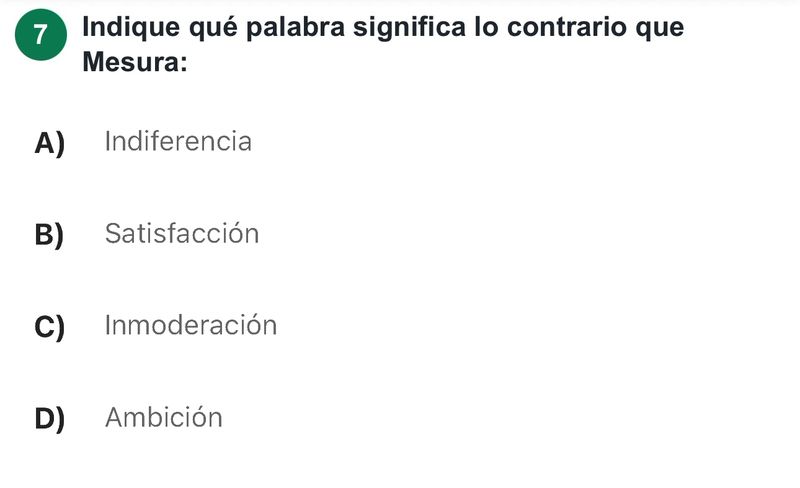 7 Indique qué palabra significa lo contrario que
Mesura:
A) Indiferencia
B) Satisfacción
C) Inmoderación
D) Ambición